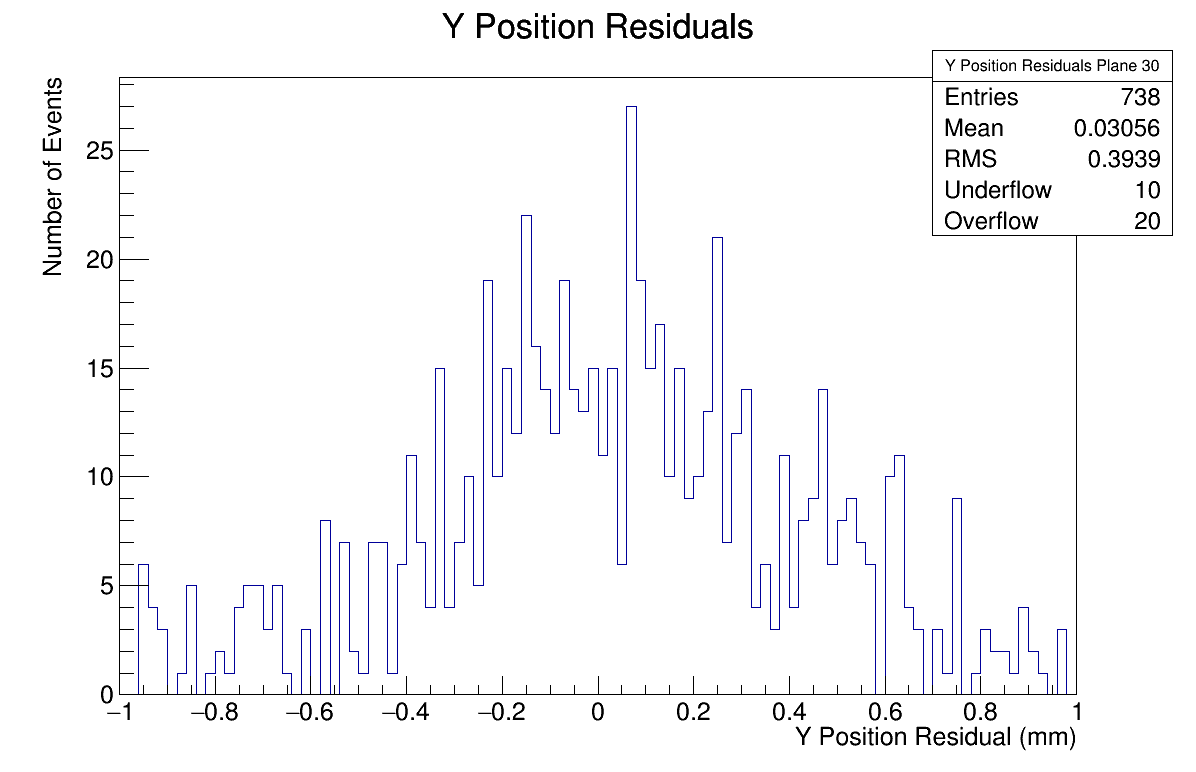 Y Position Residuals
Y Position Residuals Plane 30
Entries 738
Mean 0.03056
RMS 0.3939
Underflow 10
Overflow 20
Number of Events
25
20
15
10
5
0
−1 −0.8 −0.6 −0.4 −0.2 0 0.2 0.4 0.6 0.8 1
Y Position Residual (mm)